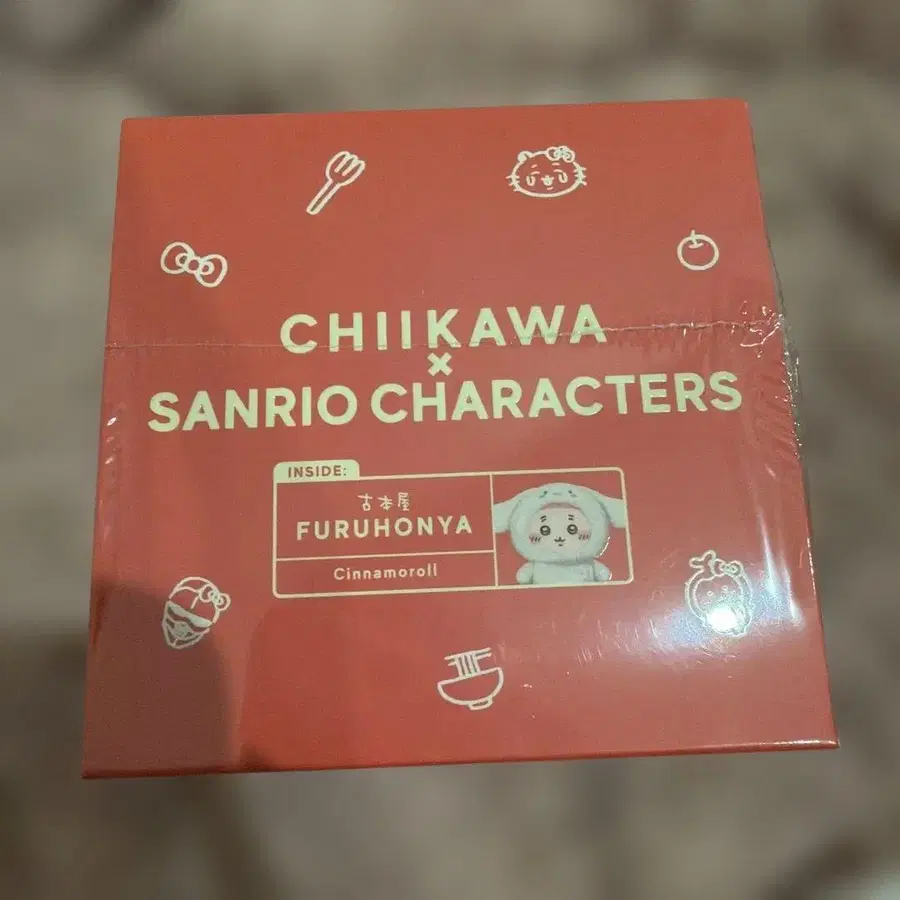 CHIIKAWA
×
SANRIO CHARACTERS
INSIDE:
古本屋
FURUHONYA
Cinnamoroll